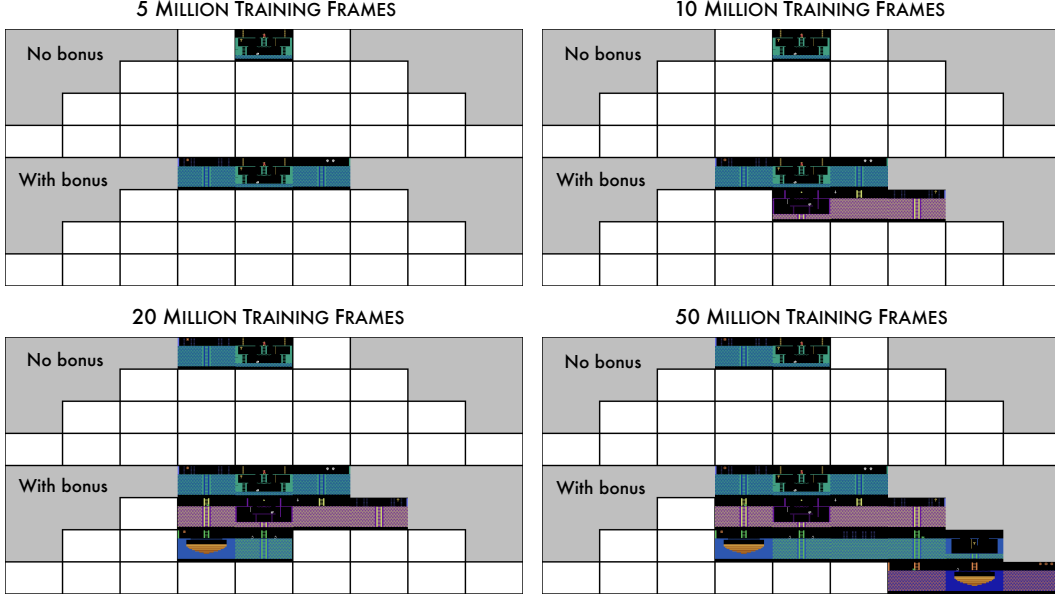 5 MILLION TRAINING FRAMES
No bonus
With bonus
10 MILLION TRAINING FRAMES
No bonus
With bonus
20 MILLION TRAINING FRAMES
No bonus
With bonus
50 MILLION TRAINING FRAMES
No bonus
With bonus